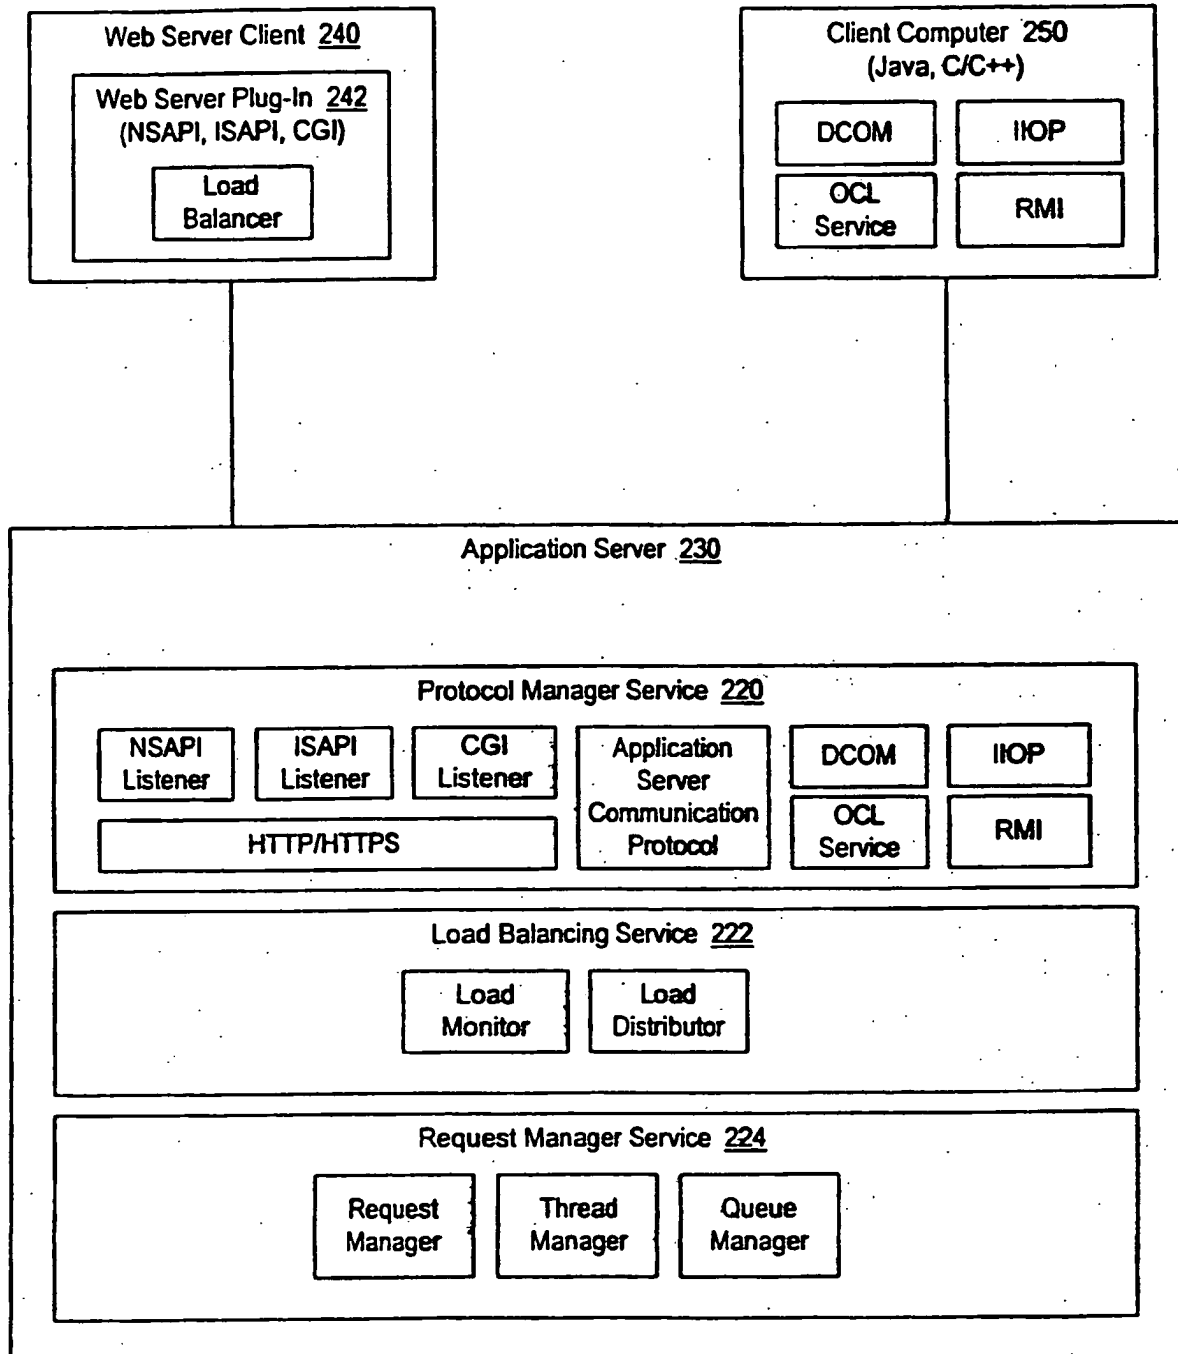 Web Server Client 240
Web Server Plug-In 242
(NSAPI, ISAPI, CGI)
Load
Balancer
Client Computer 250
(Java, C/C++)
DCOM
IIOP
OCL
Service
RMI
Application Server 230
Protocol Manager Service 220
NSAPI
Listener
ISAPI
Listener
CGI
Listener
HTTP/HTTPS
Application
Server
Communication
Protocol
DCOM
IIOP
OCL
Service
RMI
Load Balancing Service 222
Load
Monitor
Load
Distributor
Request Manager Service 224
Request
Manager
Thread
Manager
Queue
Manager